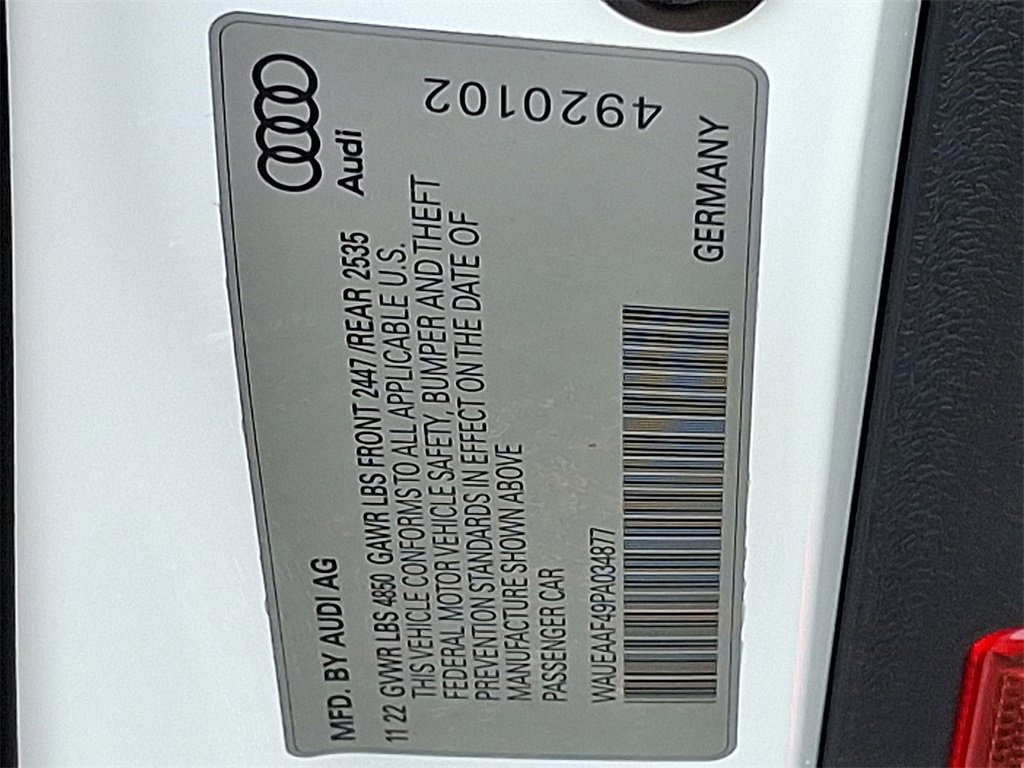 Audi
MFD. BY AUDI AG
11 22 GVWR LBS 4850 GAWR LBS FRONT 2447 /REAR 2535
THIS VEHICLE CONFORMS TO ALL APPLICABLE U.S.
FEDERAL MOTOR VEHICLE SAFETY, BUMPER AND THEFT
PREVENTION STANDARDS IN EFFECT ON THE DATE OF
MANUFACTURE SHOWN ABOVE
PASSENGER CAR
WAUEAAF49PA034877
GERMANY
4920102